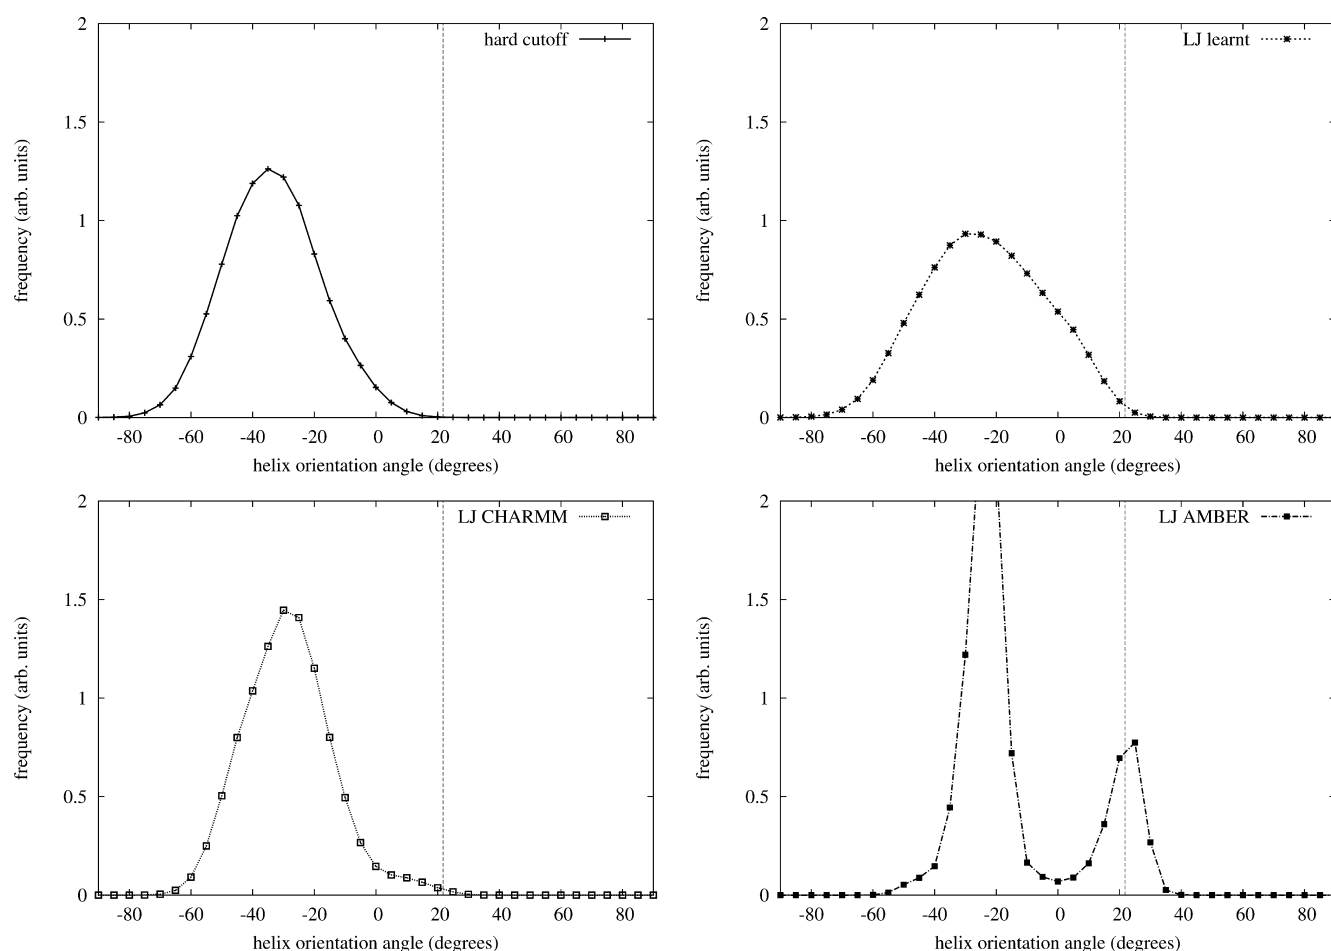 2
1.5
1
0.5
0
frequency (arb. units)
hard cutoff
-80 -60 -40 -20 0 20 40 60 80
helix orientation angle (degrees)
2
1.5
1
0.5
0
frequency (arb. units)
LJ learnt
-80 -60 -40 -20 0 20 40 60 80
helix orientation angle (degrees)
2
1.5
1
0.5
0
frequency (arb. units)
LJ CHARMM
-80 -60 -40 -20 0 20 40 60 80
helix orientation angle (degrees)
2
1.5
1
0.5
0
frequency (arb. units)
LJ AMBER
-80 -60 -40 -20 0 20 40 60 80
helix orientation angle (degrees)